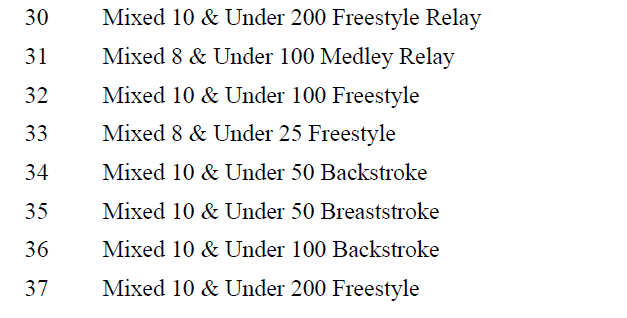 30 Mixed 10 & Under 200 Freestyle Relay
31 Mixed 8 & Under 100 Medley Relay
32 Mixed 10 & Under 100 Freestyle
33 Mixed 8 & Under 25 Freestyle
34 Mixed 10 & Under 50 Backstroke
35 Mixed 10 & Under 50 Breaststroke
36 Mixed 10 & Under 100 Backstroke
37 Mixed 10 & Under 200 Freestyle